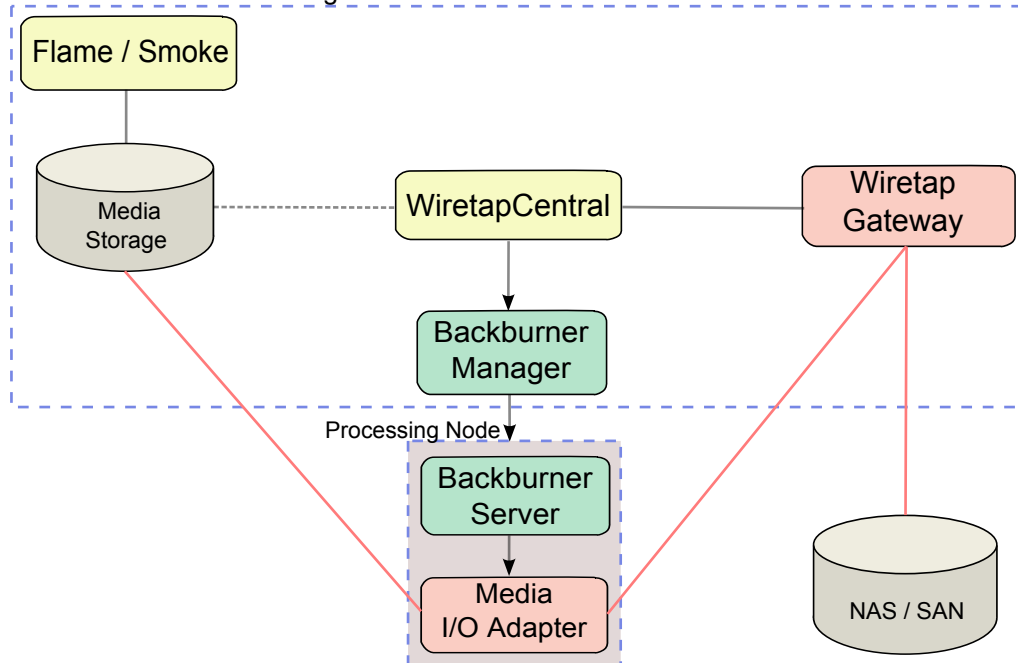 Flame / Smoke
Media
Storage
WiretapCentral
Wiretap
Gateway
Backburner
Manager
Processing Node
Backburner
Server
Media
I/O Adapter
NAS / SAN